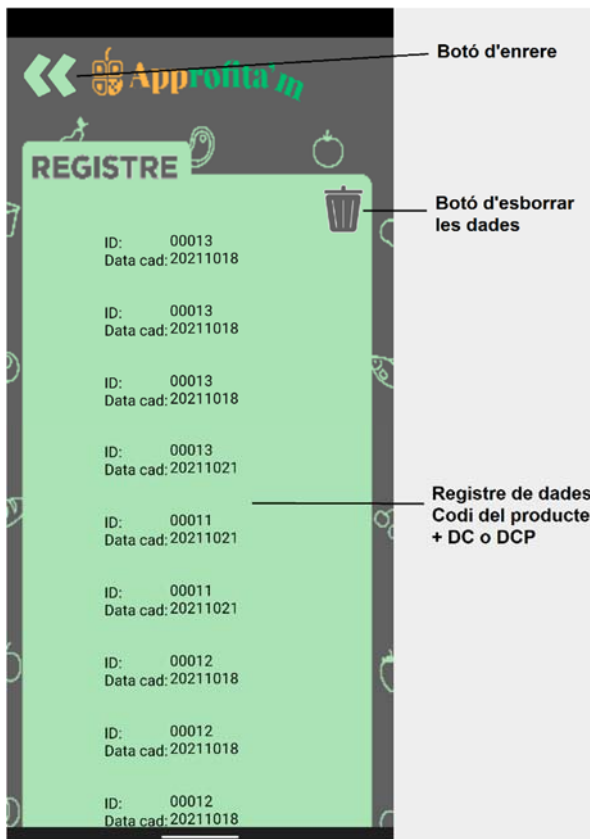 Approfita'm
Botó d'enrere
REGISTRE
Botó d'esborrar
les dades
ID: 00013
Data cad: 20211018
ID: 00013
Data cad: 20211018
ID: 00013
Data cad: 20211018
ID: 00013
Data cad: 20211021
ID: 00011
Data cad: 20211021
ID: 00011
Data cad: 20211021
ID: 00012
Data cad: 20211018
ID: 00012
Data cad: 20211018
ID: 00012
Data cad: 20211018
Registre de dades
Codi del producte
+ DC o DCP